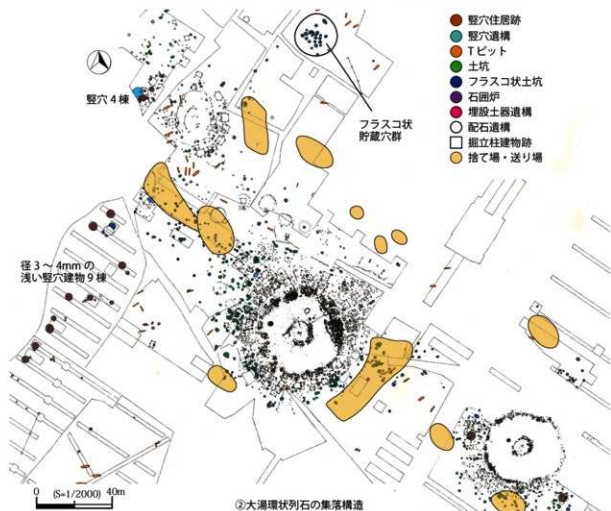 竪穴住居跡
竪穴遺構
Tピット
土坑
フラスコ状土坑
石囲炉
埋設土器遺構
配石遺構
掘立柱建物跡
捨て場・送り場
竪穴4棟
フラスコ状
貯蔵穴群
径3～4mmの
浅い竪穴建物9棟
0 (S=1/2000) 40m
②大湯環状列石の集落構造